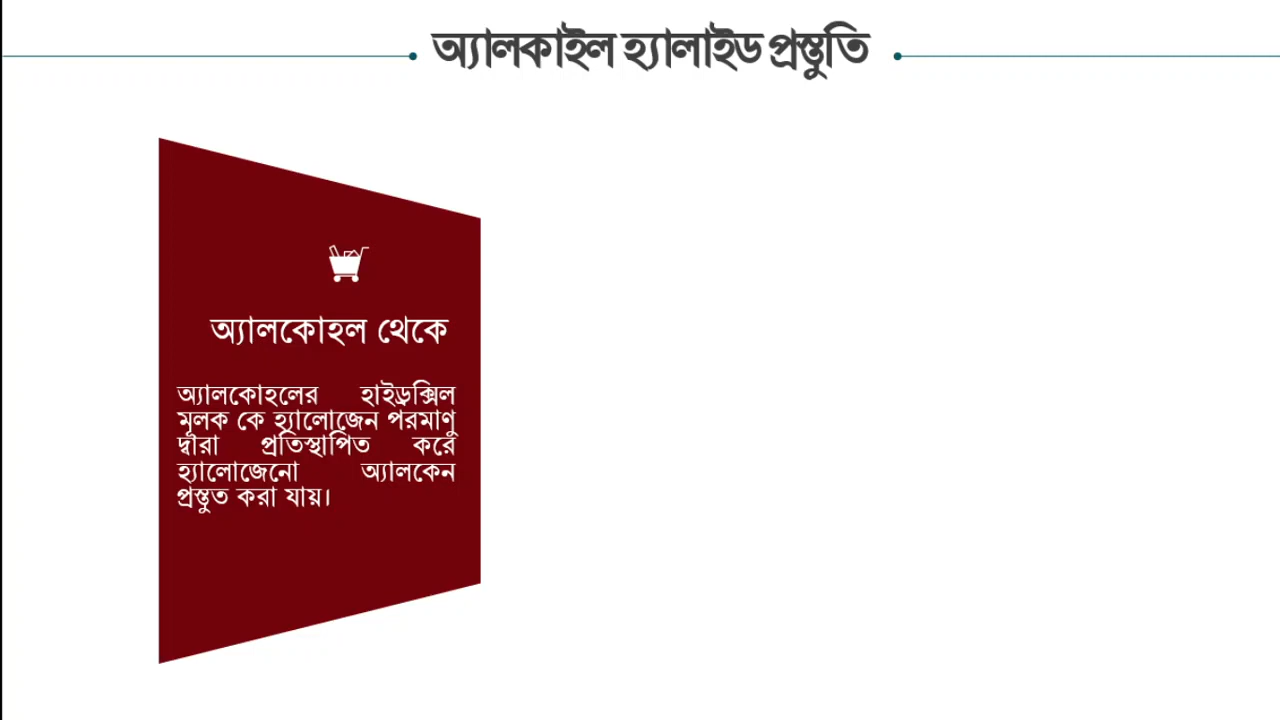 অ্যালকাইল হ্যালাইড প্রস্তুতি
অ্যালকোহল থেকে
অ্যালকোহলের হাইড্রক্সিল
মূলক কে হ্যালোজেন পরমাণু
দ্বারা প্রতিস্থাপিত করে
হ্যালোজেনো অ্যালকেন
প্রস্তুত করা যায়।